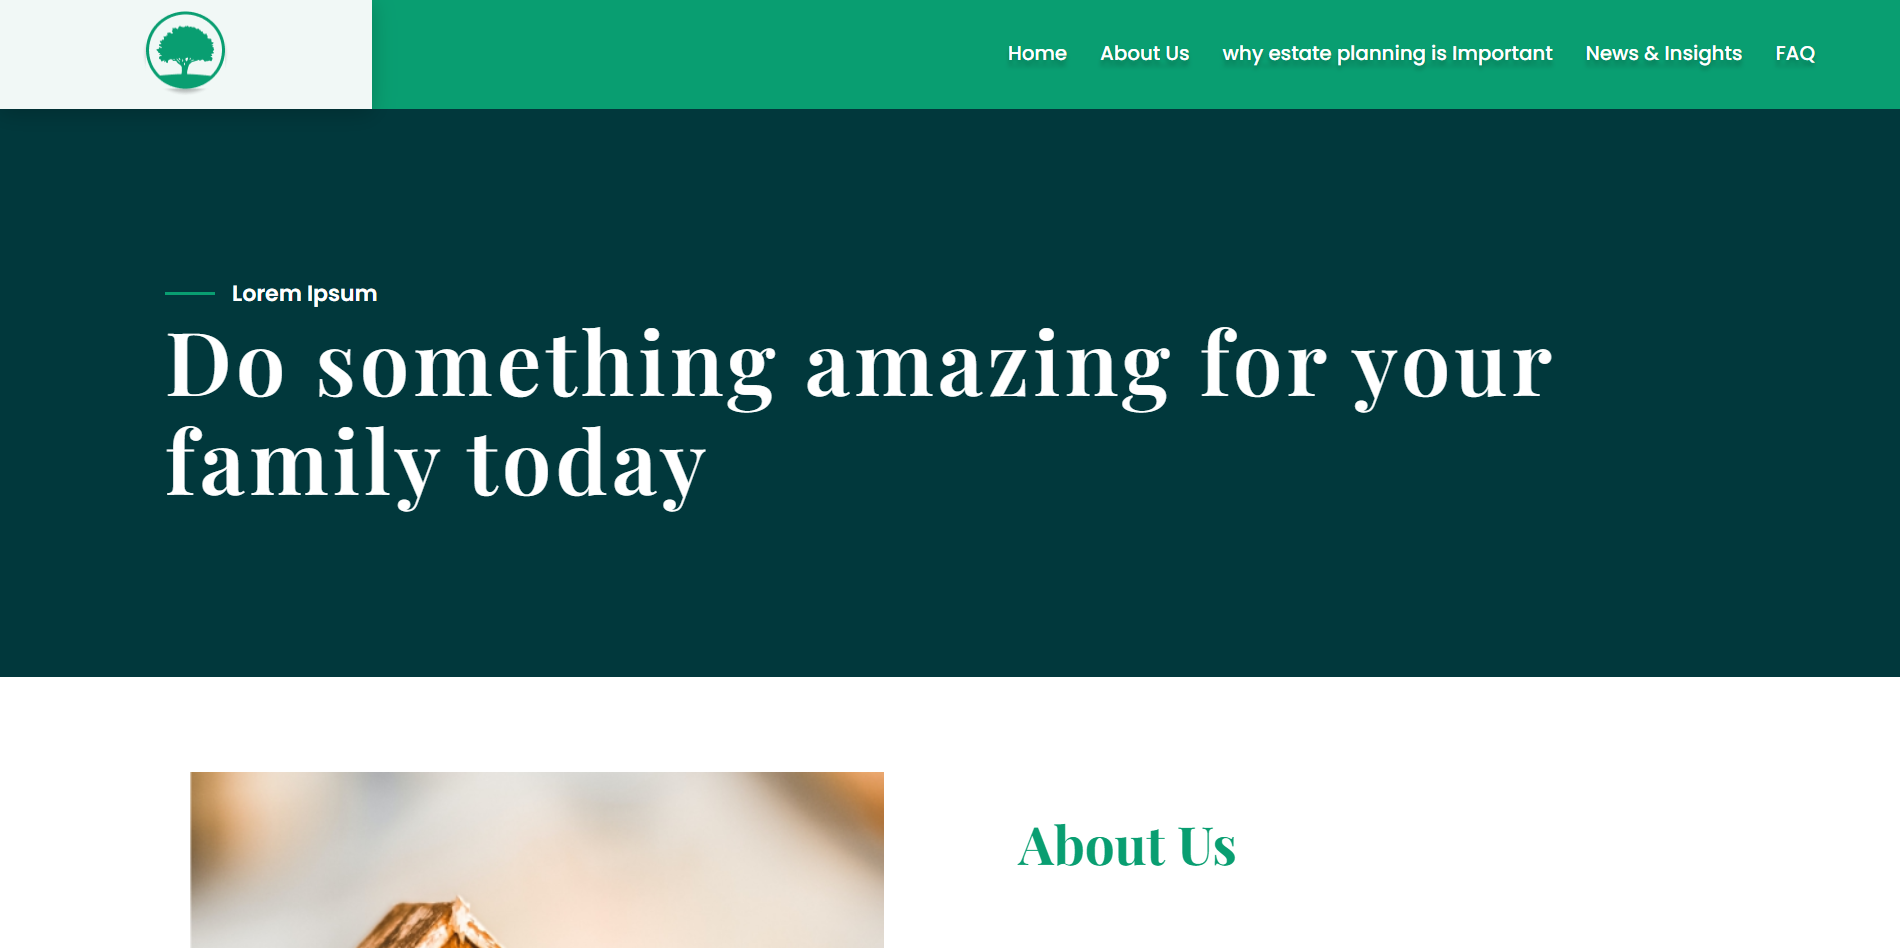 Home About Us why estate planning is Important News & Insights FAQ
Lorem Ipsum
Do something amazing for your
family today
About Us